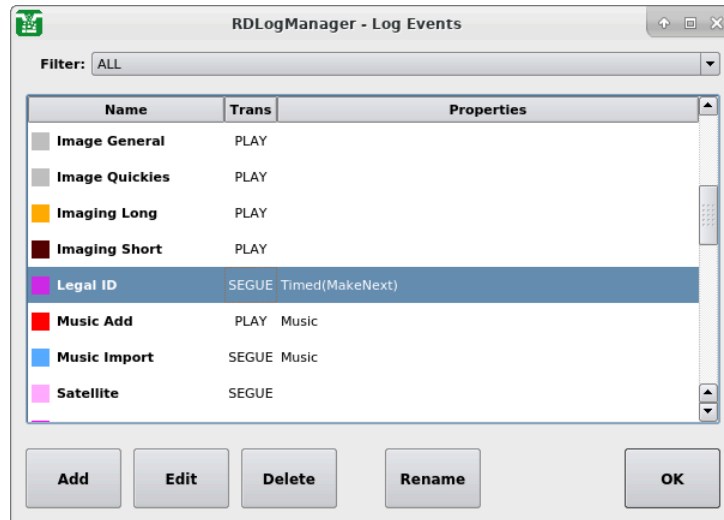 RDLogManager - Log Events
Filter: ALL
Name Trans Properties
Image General PLAY
Image Quickies PLAY
Imaging Long PLAY
Imaging Short PLAY
Legal ID SEGUE Timed(MakeNext)
Music Add PLAY Music
Music Import SEGUE Music
Satellite SEGUE
Add Edit Delete Rename OK